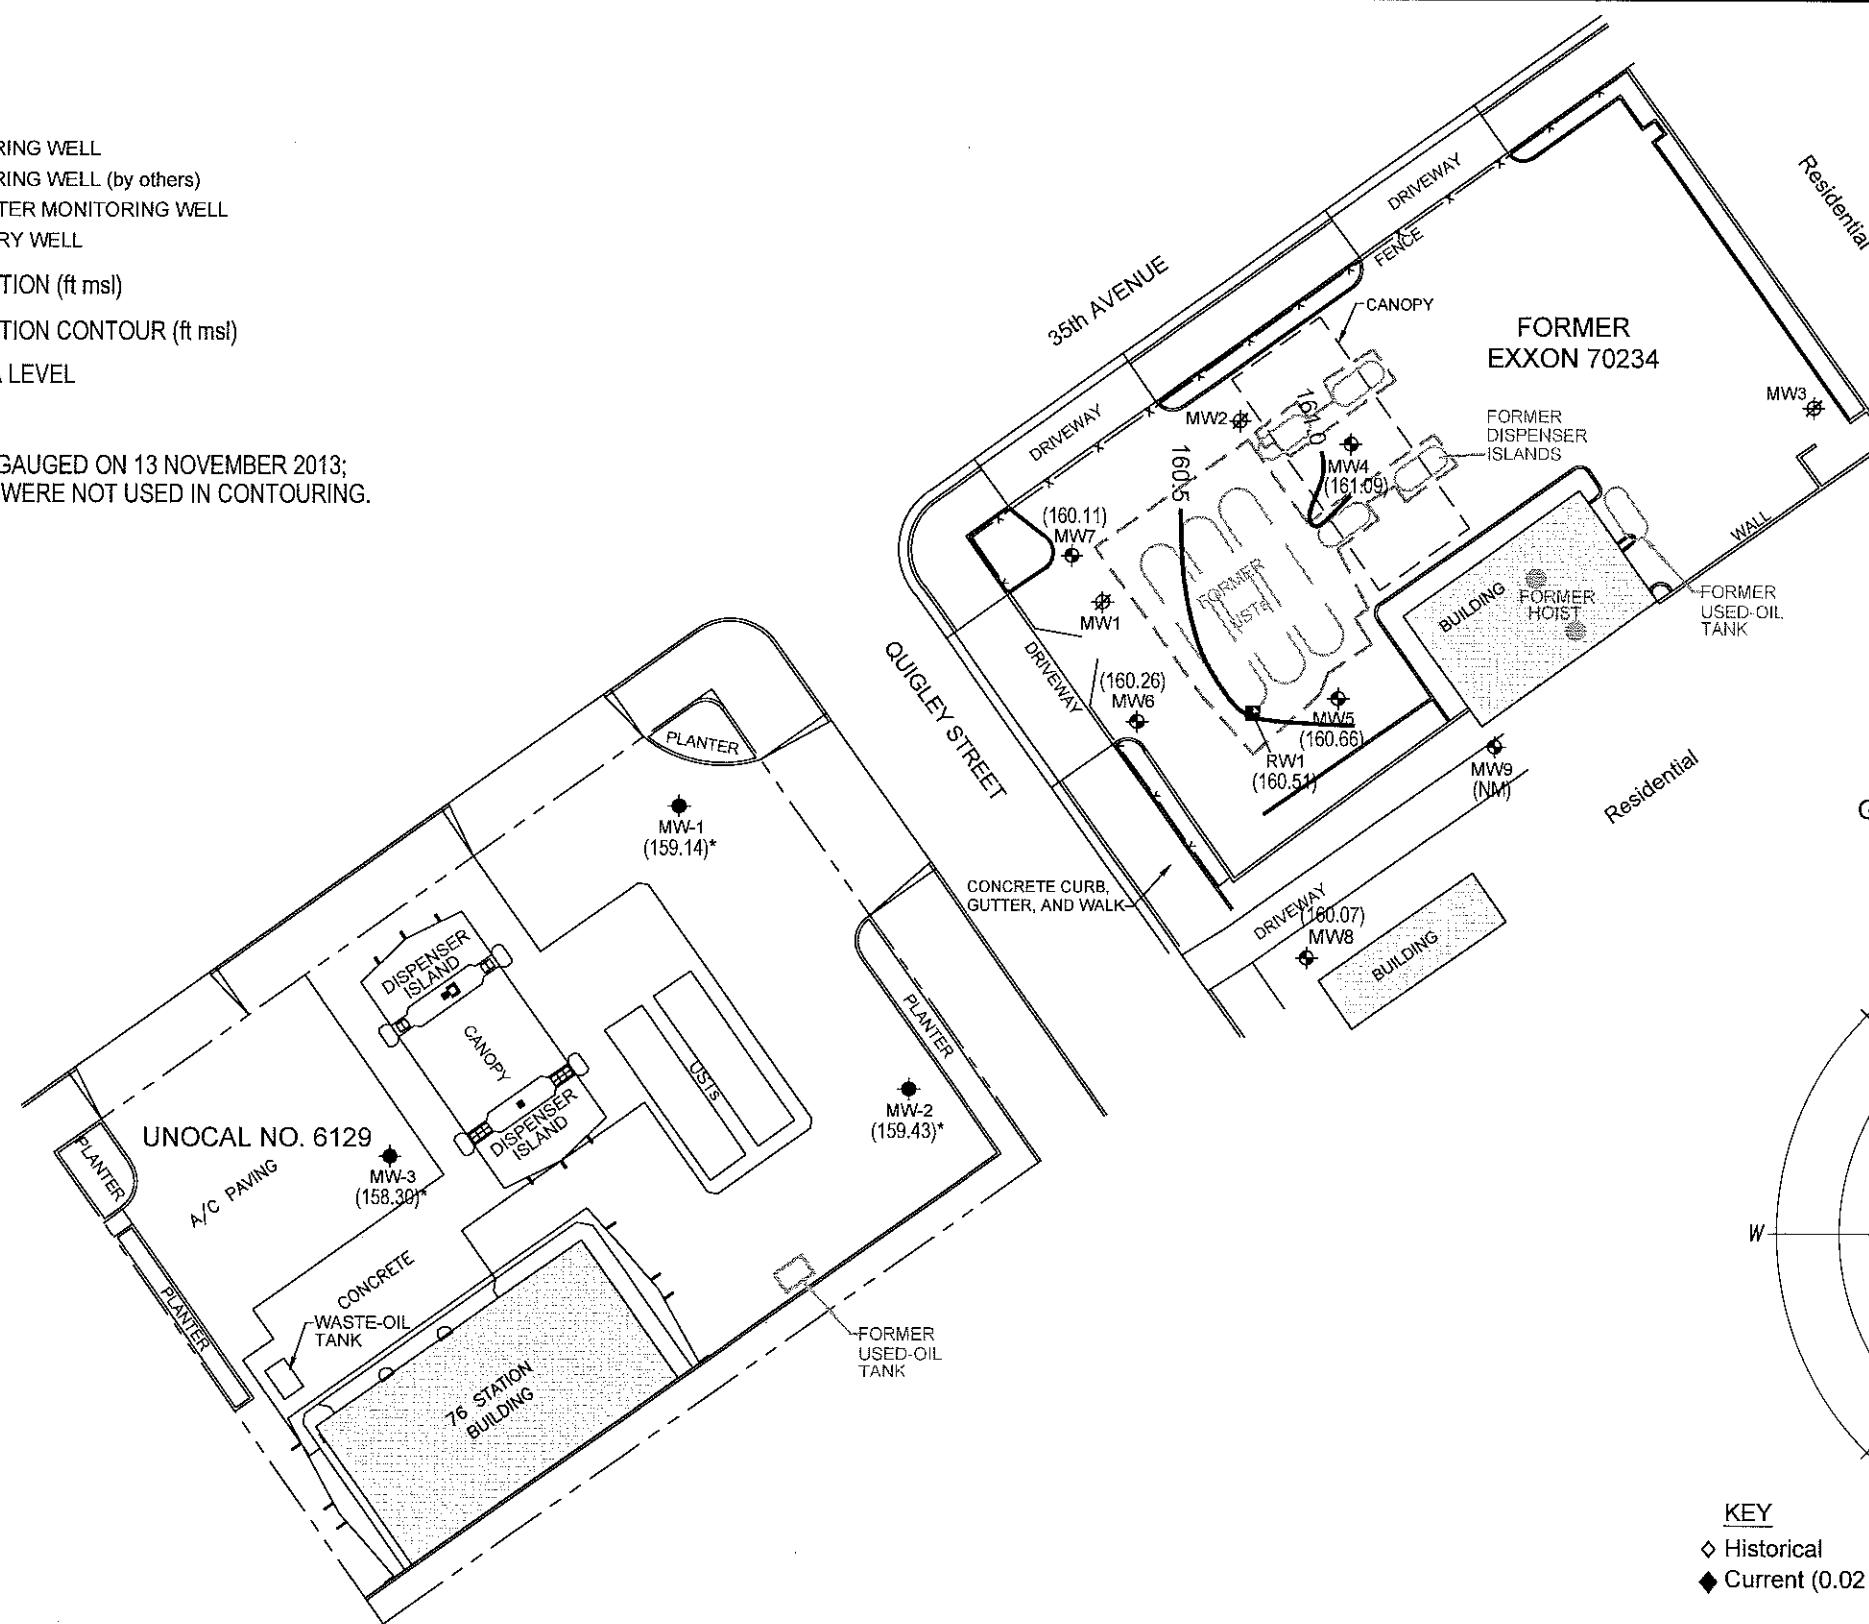 RING WELL
RING WELL (by others)
TER MONITORING WELL
RY WELL
TION (ft msl)
TION CONTOUR (ft msl)
LEVEL
GAUGED ON 13 NOVEMBER 2013;
WERE NOT USED IN CONTOURING.
35th AVENUE
DRIVEWAY
FENCE
CANOPY
FORMER
EXXON 70234
Residential
MW3
MW2
161.0
MW4
(161.09)
FORMER
DISPENSER
ISLANDS
DRIVEWAY
160.5
(160.11)
MW7
MW1
FORMER
USTs
BUILDING
FORMER
HOIST
WALL
FORMER
USED-OIL
TANK
QUIGLEY STREET
DRIVEWAY
(160.26)
MW6
MW5
(160.66)
RW1
(160.51)
MW9
(NM)
Residential
G
PLANTER
MW-1
(159.14)*
CONCRETE CURB,
GUTTER, AND WALK
DRIVEWAY
(160.07)
MW8
BUILDING
DISPENSER
ISLAND
CANOPY
DISPENSER
ISLAND
USTs
PLANTER
MW-2
(159.43)*
UNOCAL NO. 6129
PLANTER
A/C PAVING
MW-3
(158.30)*
W
PLANTER
CONCRETE
WASTE-OIL
TANK
FORMER
USED-OIL
TANK
76 STATION
BUILDING
KEY
Historical
Current (0.02